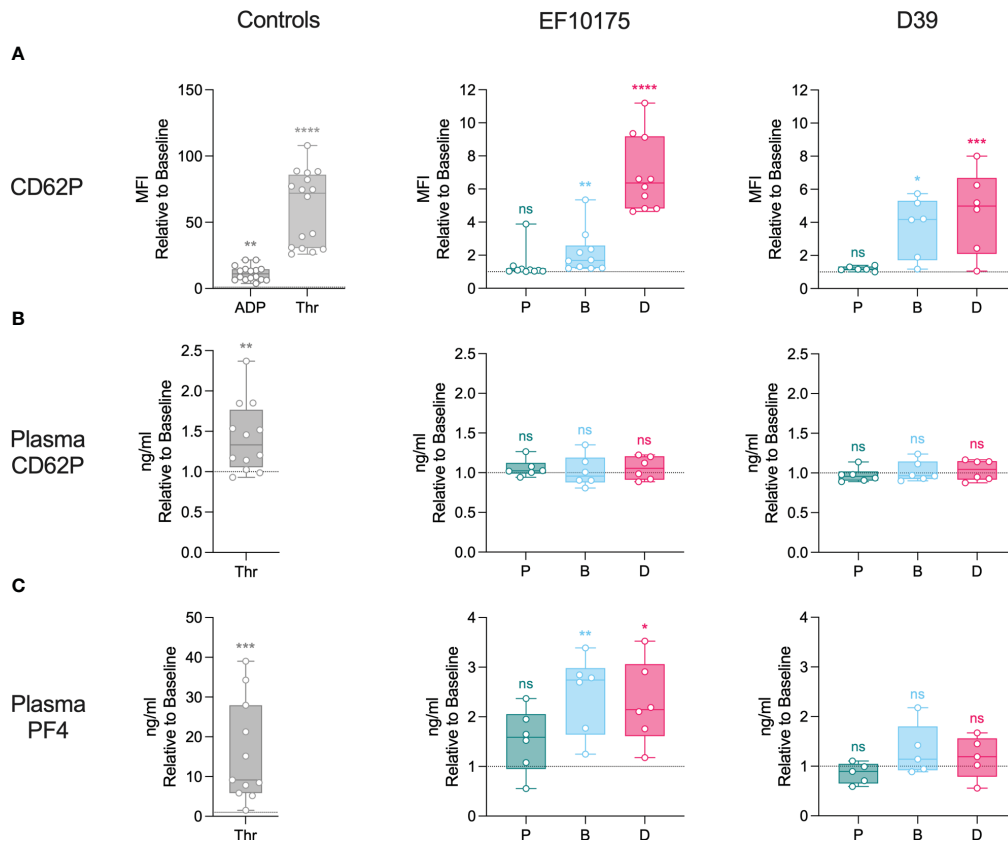 Controls EF10175 D39
A
CD62P
MFI
Relative to Baseline
150
100
50
0
**
****
ADP Thr
MFI
Relative to Baseline
12
10
8
6
4
2
0
ns
**
****
P B D
MFI
Relative to Baseline
12
10
8
6
4
2
0
ns
*
***
P B D
B
Plasma
CD62P
ng/ml
Relative to Baseline
2.5
2.0
1.5
1.0
0.5
0.0
**
Thr
ng/ml
Relative to Baseline
2.5
2.0
1.5
1.0
0.5
0.0
ns ns ns
P B D
ng/ml
Relative to Baseline
2.5
2.0
1.5
1.0
0.5
0.0
ns ns ns
P B D
C
Plasma
PF4
ng/ml
Relative to Baseline
50
40
30
20
10
0
***
Thr
ng/ml
Relative to Baseline
4
3
2
1
0
ns
**
*
P B D
ng/ml
Relative to Baseline
4
3
2
1
0
ns
ns
ns
P B D